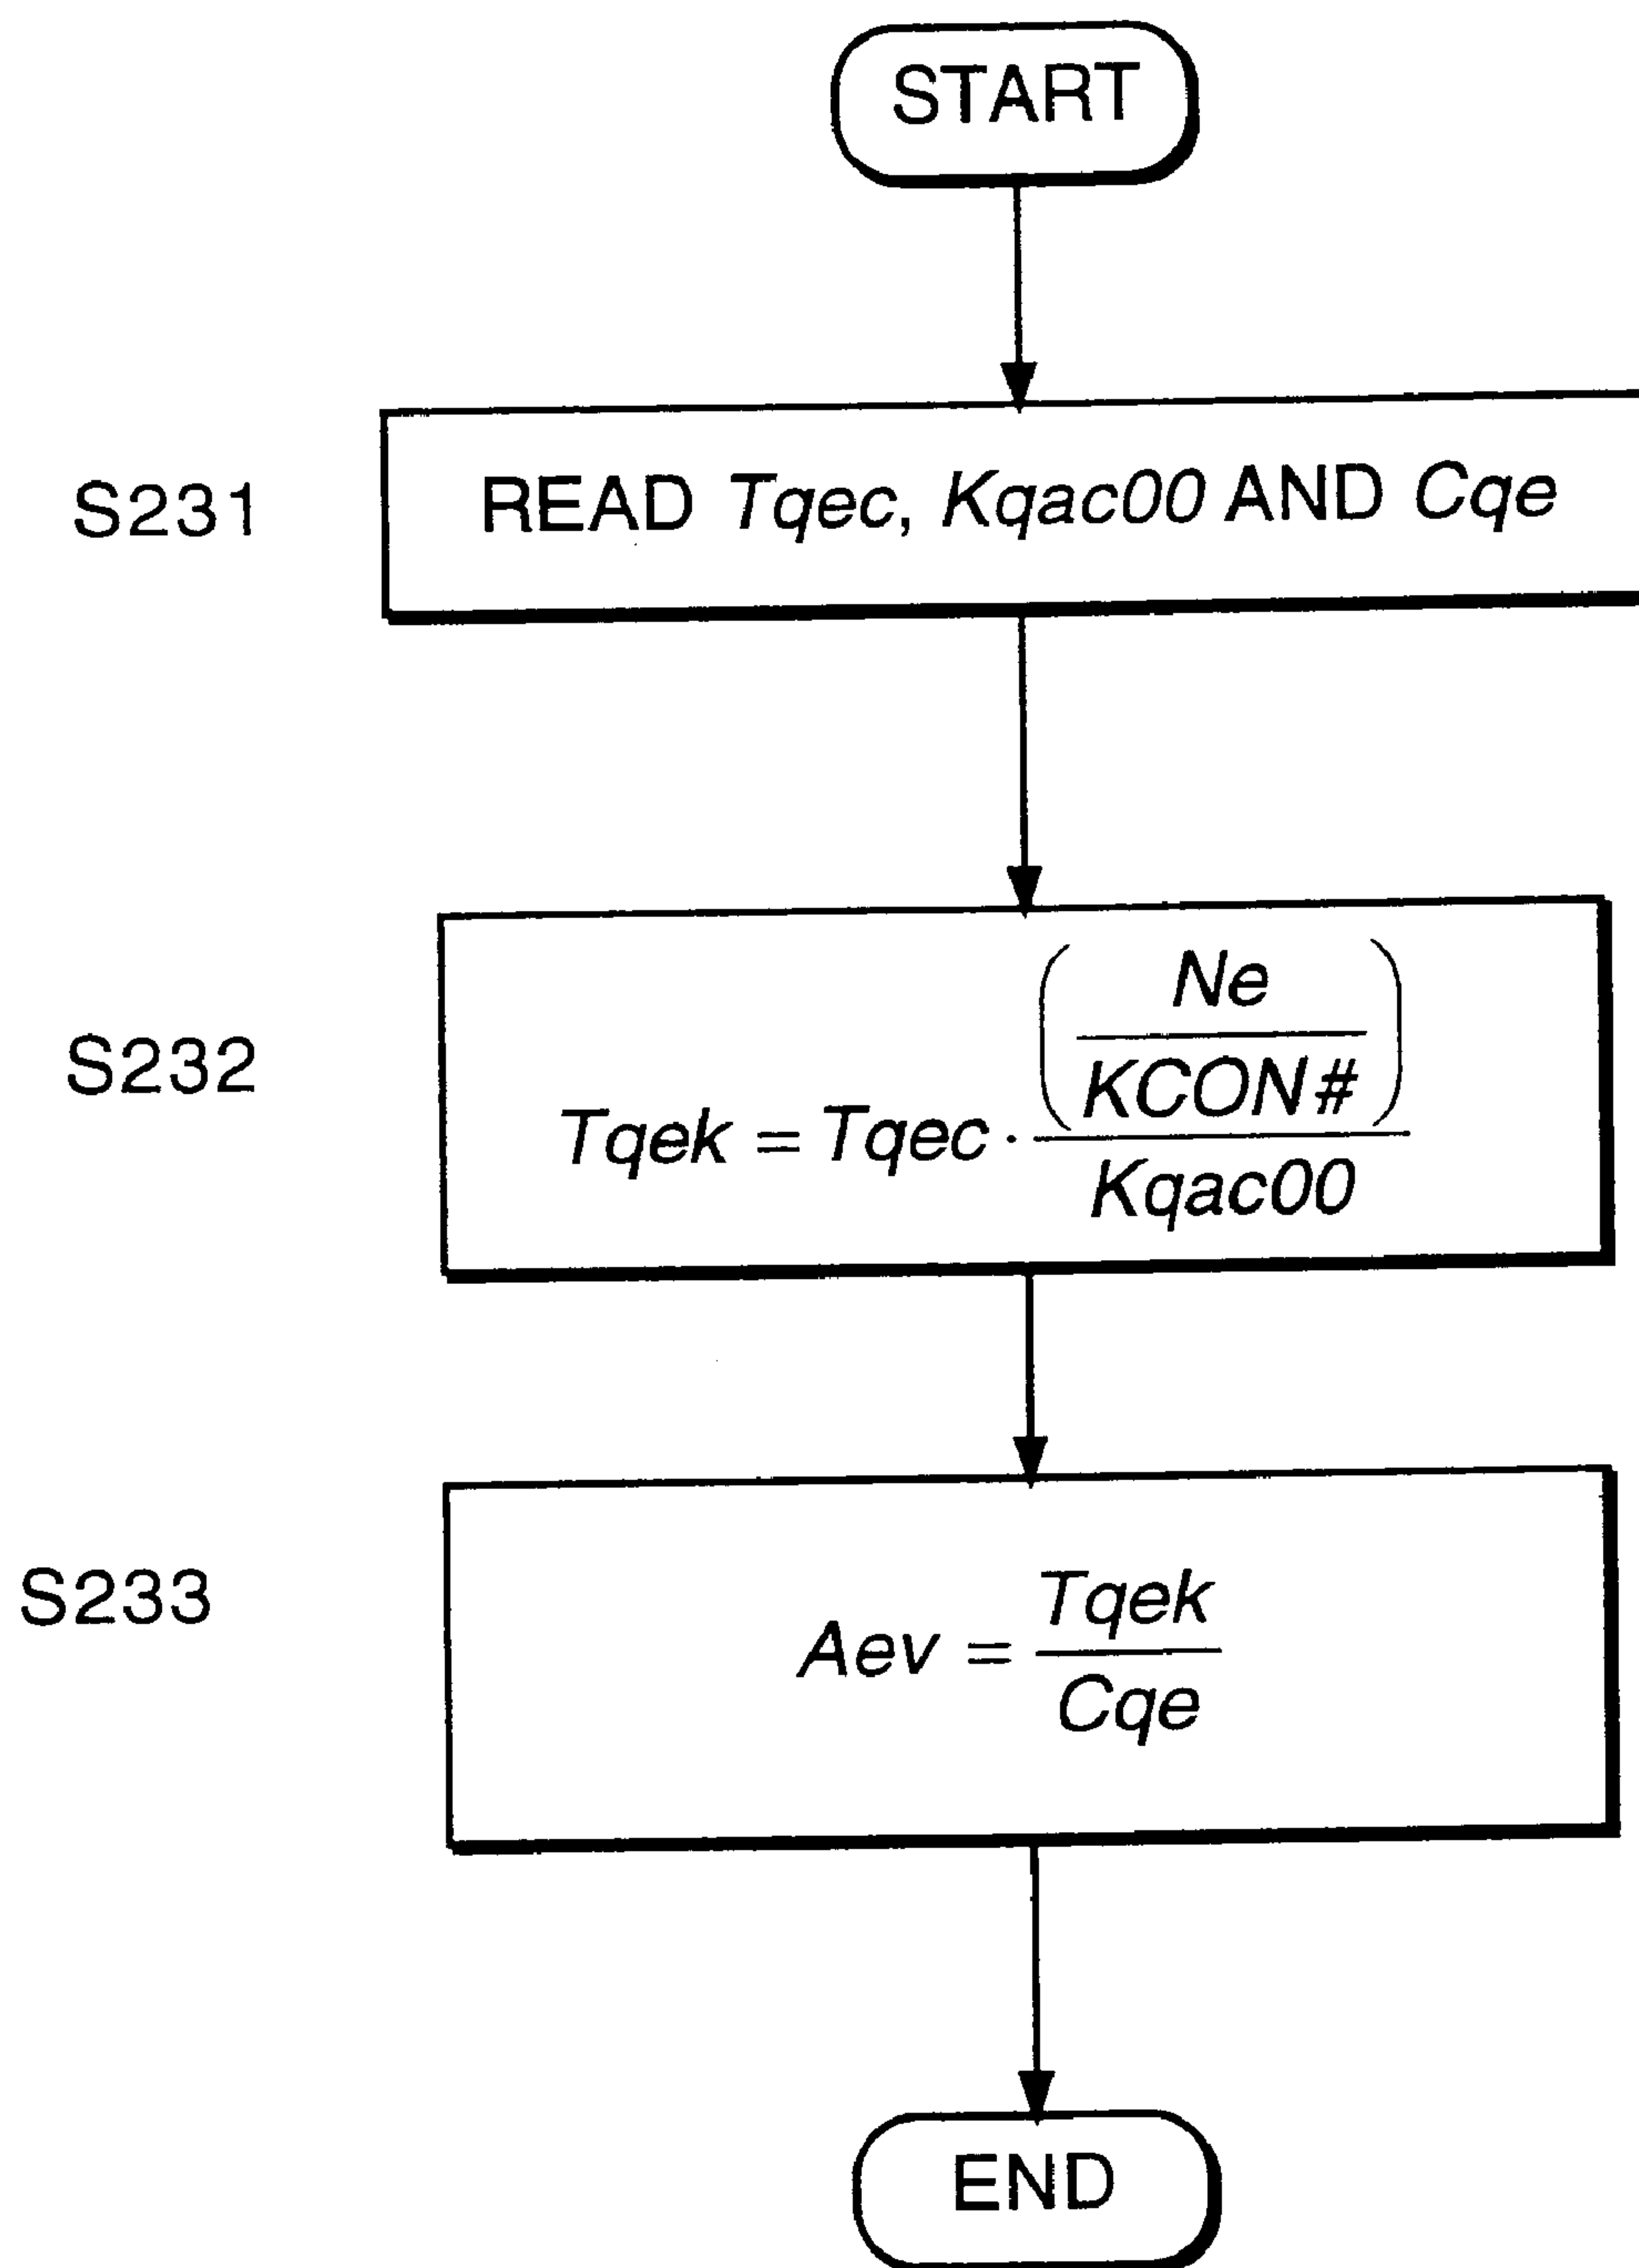 START
S231
READ Tqec, Kqac00 AND Cqe
S232
Tqek = Tqec · (Ne / KCON#) / Kqac00
S233
Aev = Tqek / Cqe
END